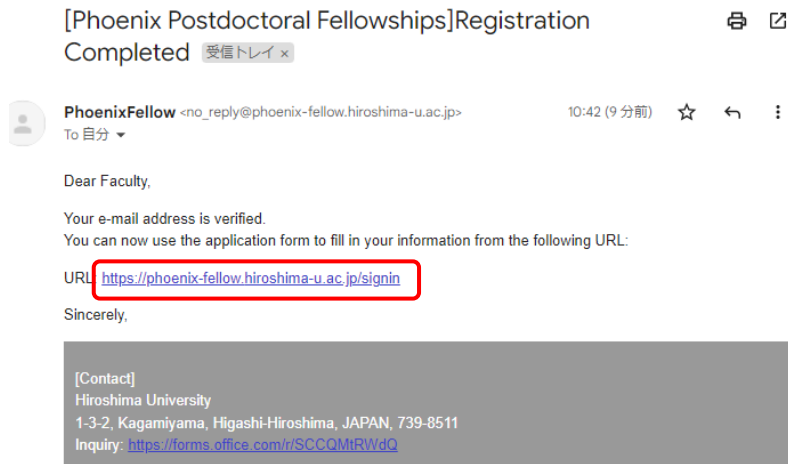 [Phoenix Postdoctoral Fellowships]Registration
Completed 受信トレイ ×
PhoenixFellow <no_reply@phoenix-fellow.hiroshima-u.ac.jp> 10:42 (9 分前)
To 自分
Dear Faculty,
Your e-mail address is verified.
You can now use the application form to fill in your information from the following URL:
URL: https://phoenix-fellow.hiroshima-u.ac.jp/signin
Sincerely,
[Contact]
Hiroshima University
1-3-2, Kagamiyama, Higashi-Hiroshima, JAPAN, 739-8511
Inquiry: https://forms.office.com/r/SCCQMtRWdQ